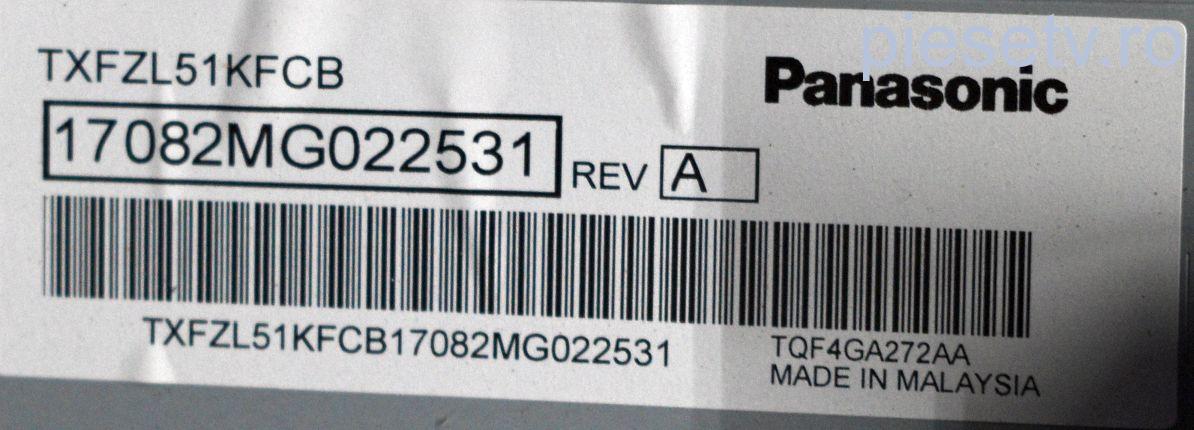 piesetv.ro
TXFZL51KFCB
Panasonic
17082MG022531 REV A
TXFZL51KFCB17082MG022531
TQF4GA272AA
MADE IN MALAYSIA